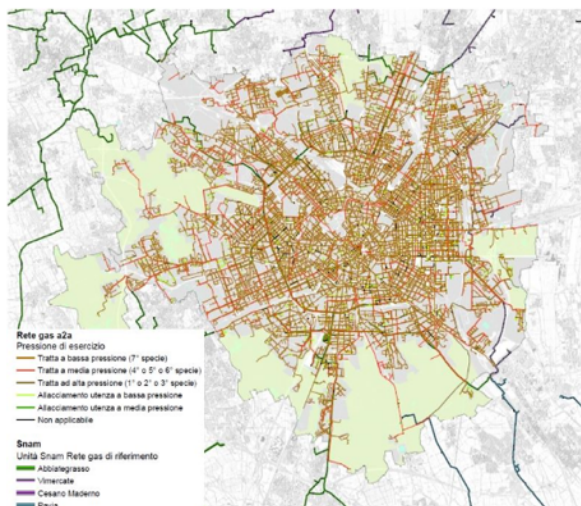 Rete gas a2a
Pressione di esercizio
Tratta a bassa pressione (7° specie)
Tratta a media pressione (4° o 5° o 6° specie)
Tratta ad alta pressione (1° o 2° o 3° specie)
Allacciamento utenza a bassa pressione
Allacciamento utenza a media pressione
Non applicabile
Snam
Unità Snam Rete gas di riferimento
Abbiategrasso
Vimercate
Cesano Maderno
Pavia